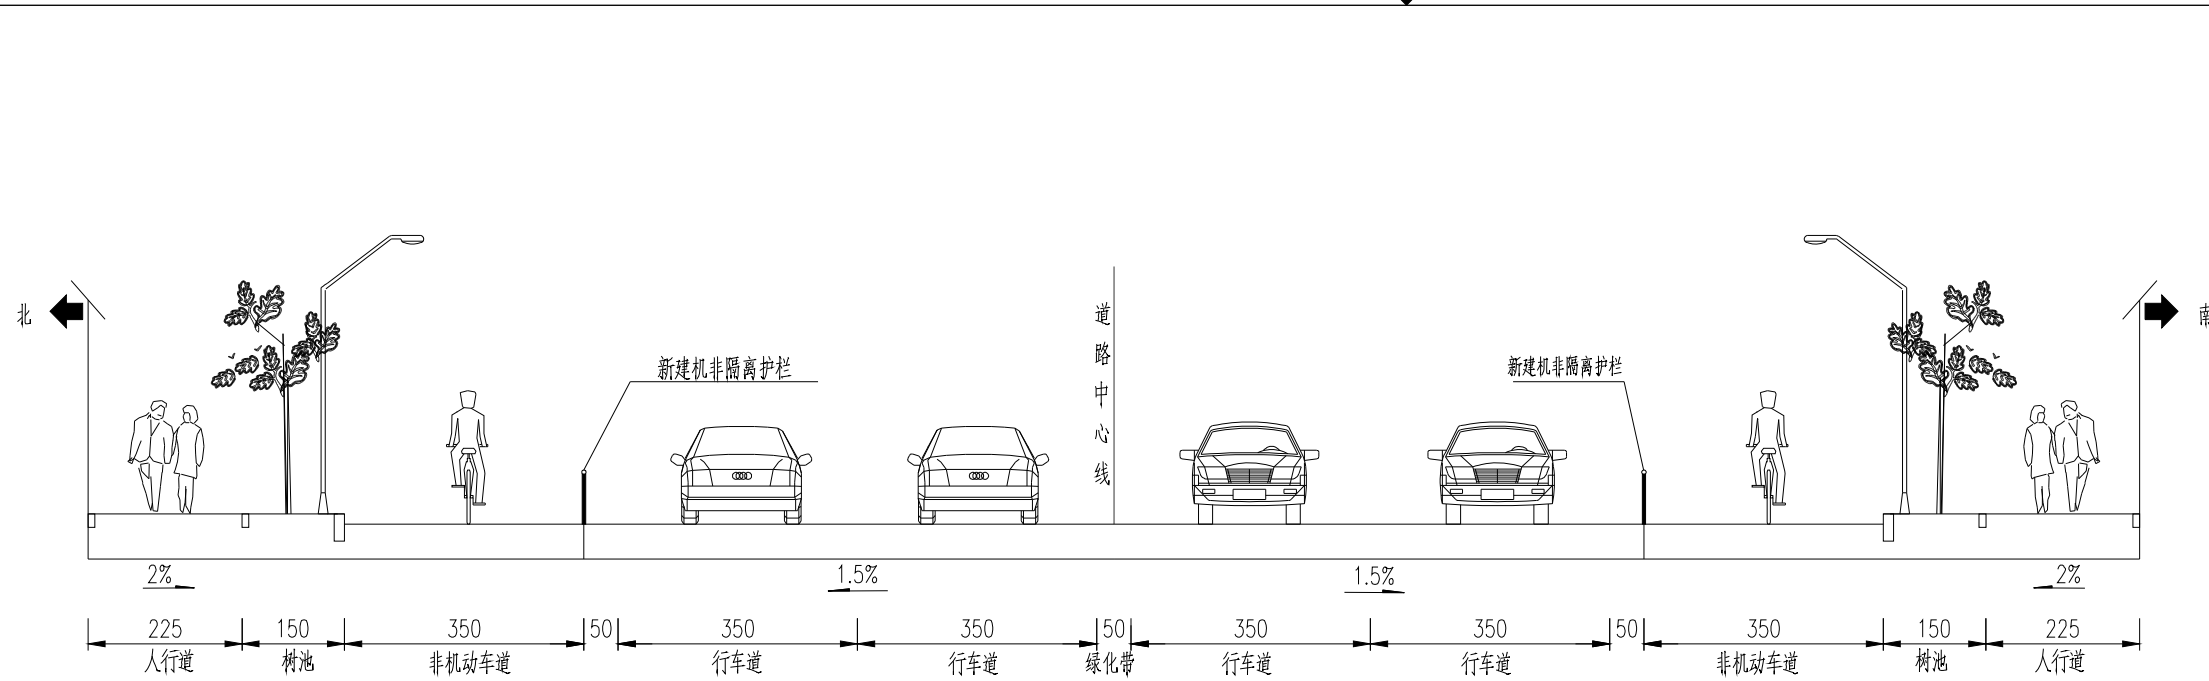 北
南
道路中心线
新建机非隔离护栏
新建机非隔离护栏
2%
1.5%
1.5%
2%
225 150 350 50 350 350 50 350 350 50 350 150 225
人行道 树池 非机动车道 行车道 行车道 绿化带 行车道 行车道 非机动车道 树池 人行道